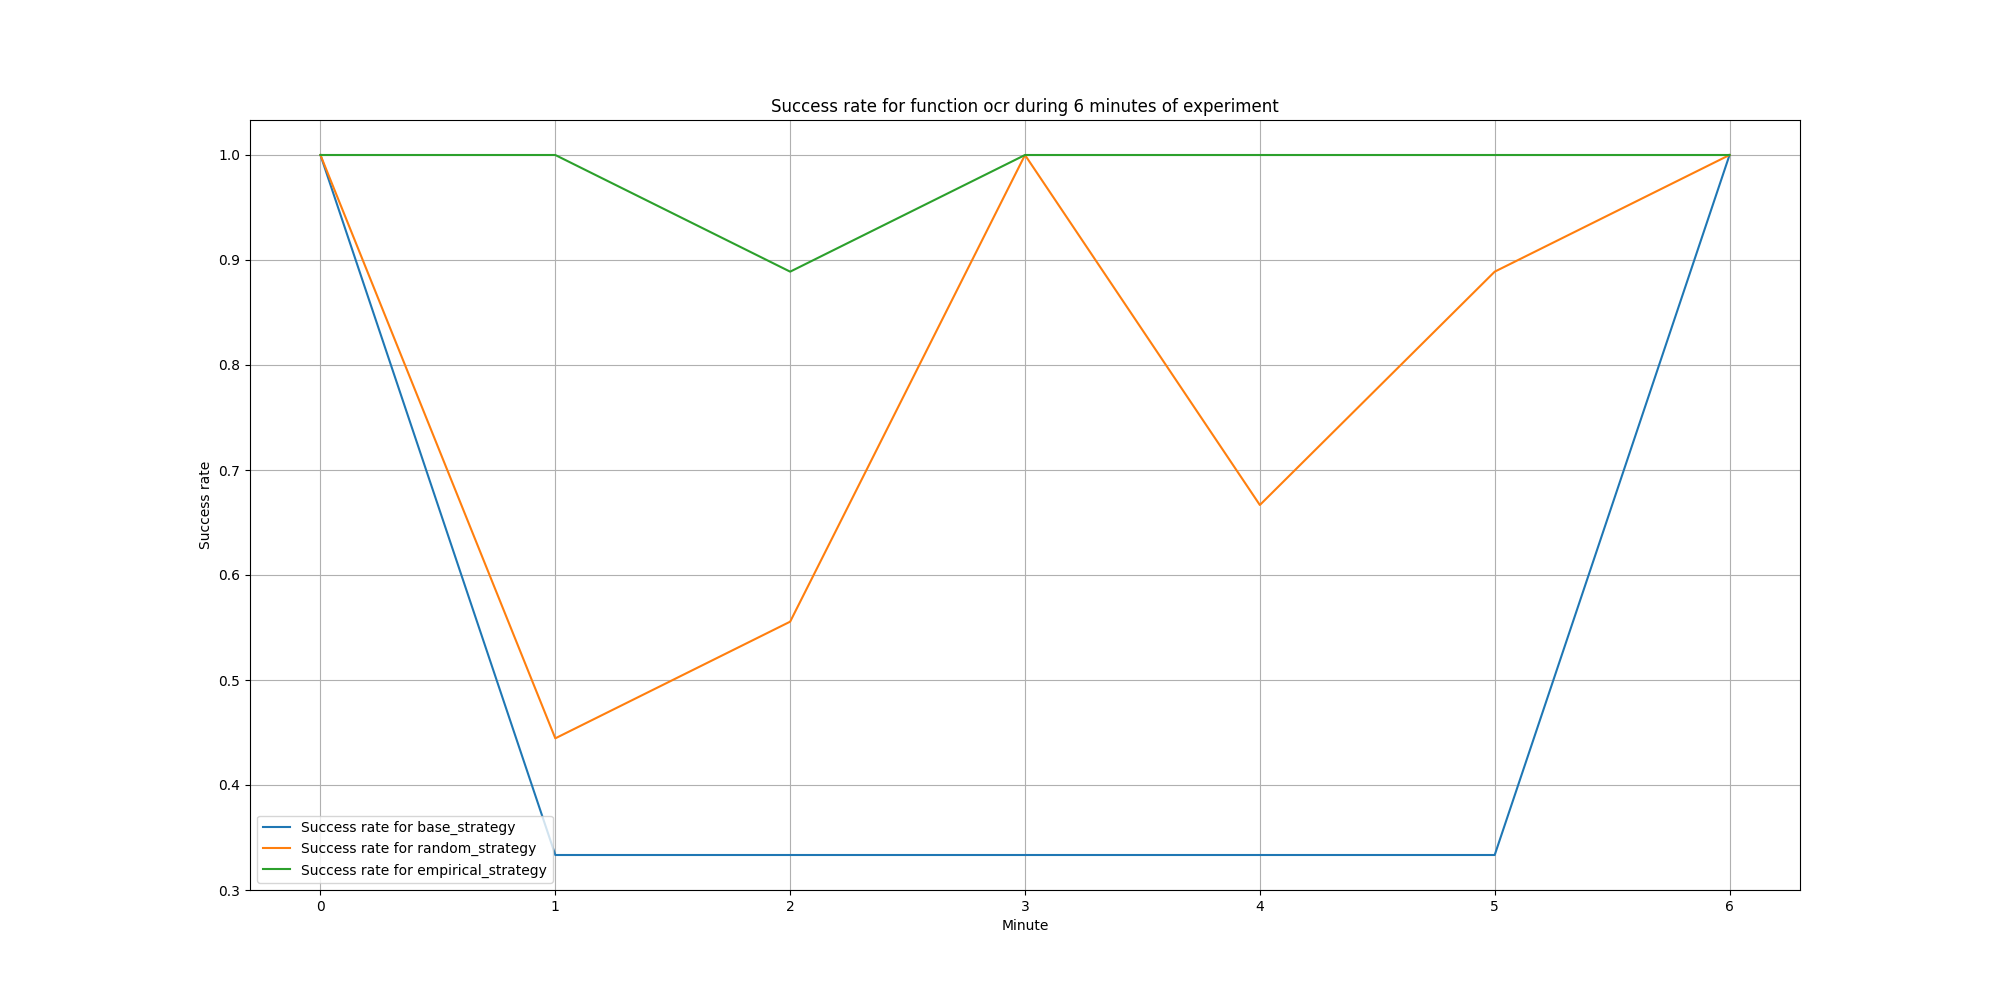 Success rate for function ocr during 6 minutes of experiment
1.0
0.9
0.8
0.7
0.6
0.5
0.4
0.3
Success rate
Success rate for base_strategy
Success rate for random_strategy
Success rate for empirical_strategy
0 1 2 3 4 5 6
Minute